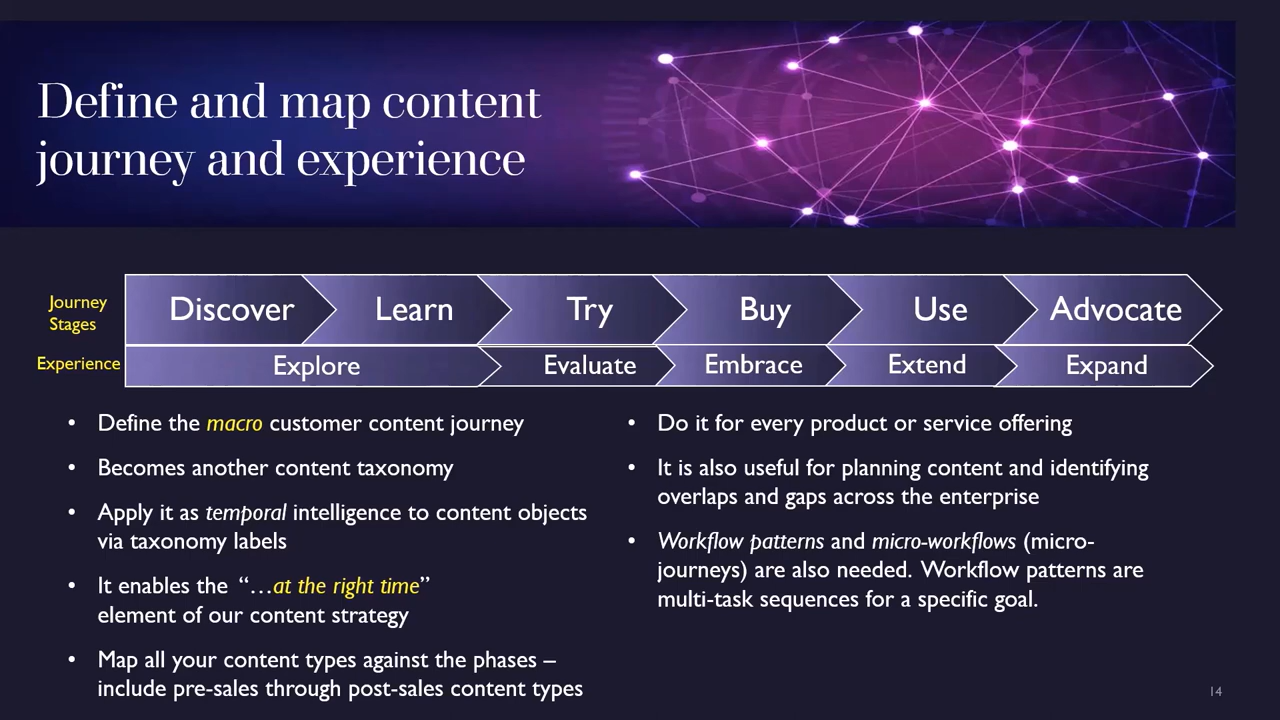 Define and map content
journey and experience
Journey
Stages
Discover
Learn
Try
Buy
Use
Advocate
Experience
Explore
Evaluate
Embrace
Extend
Expand
• Define the macro customer content journey
• Becomes another content taxonomy
• Apply it as temporal intelligence to content objects
via taxonomy labels
• It enables the “…at the right time”
element of our content strategy
• Map all your content types against the phases –
include pre-sales through post-sales content types
• Do it for every product or service offering
• It is also useful for planning content and identifying
overlaps and gaps across the enterprise
• Workflow patterns and micro-workflows (micro-
journeys) are also needed. Workflow patterns are
multi-task sequences for a specific goal.
14